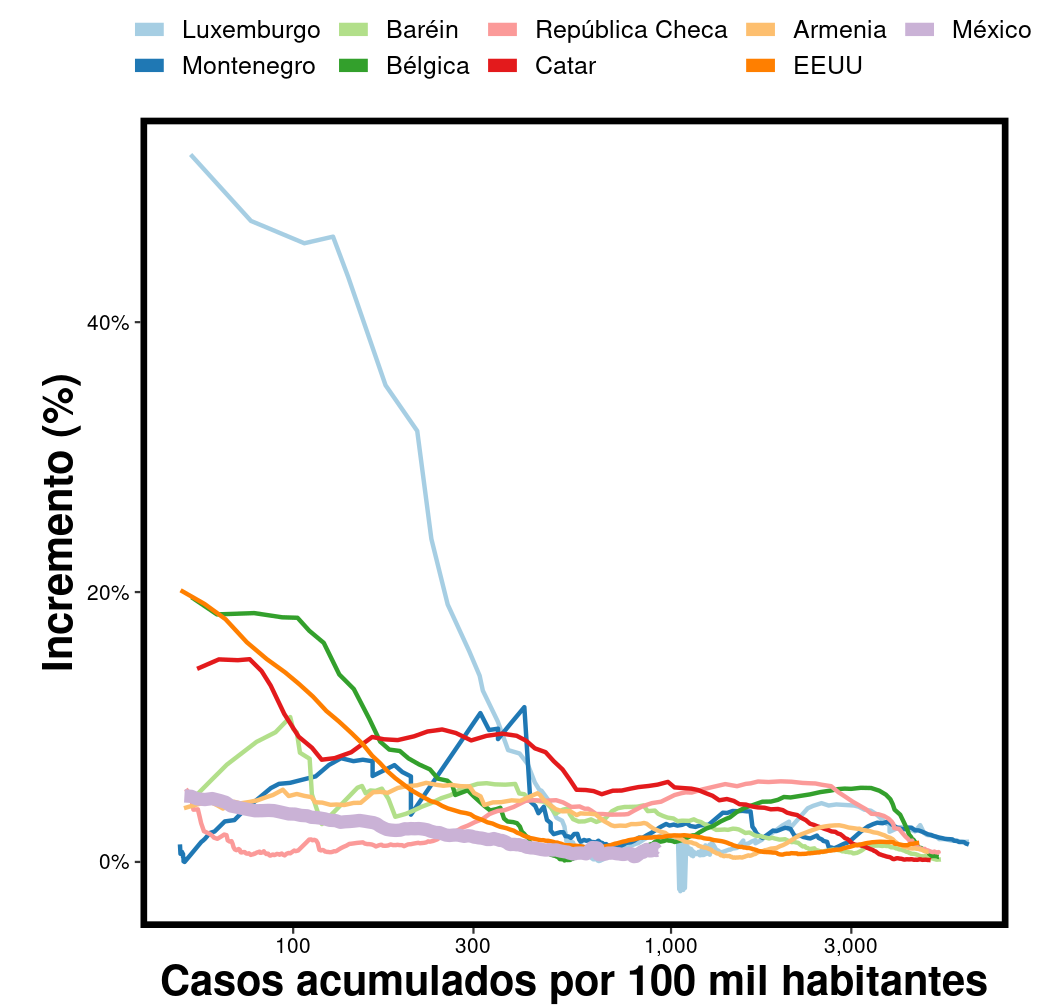 Luxemburgo Baréin República Checa Armenia México
Montenegro Bélgica Catar EEUU
40%
20%
0%
Incremento (%)
100 300 1,000 3,000
Casos acumulados por 100 mil habitantes